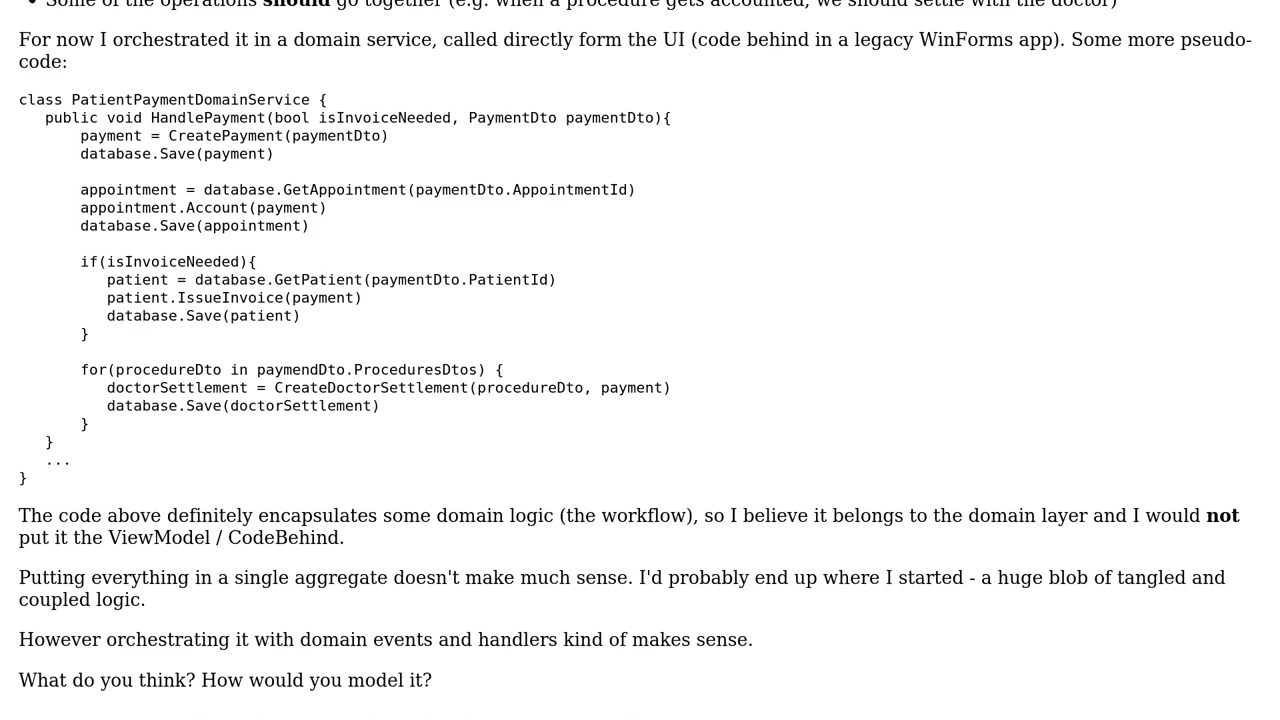 • Some of the operations should go together (e.g. when a procedure gets accounted, we should settle with the doctor)
For now I orchestrated it in a domain service, called directly form the UI (code behind in a legacy WinForms app). Some more pseudo-
code:
class PatientPaymentDomainService {
   public void HandlePayment(bool isInvoiceNeeded, PaymentDto paymentDto){
       payment = CreatePayment(paymentDto)
       database.Save(payment)
       appointment = database.GetAppointment(paymentDto.AppointmentId)
       appointment.Account(payment)
       database.Save(appointment)
       if(isInvoiceNeeded){
          patient = database.GetPatient(paymentDto.PatientId)
          patient.IssueInvoice(payment)
          database.Save(patient)
       }
       for(procedureDto in paymendDto.ProceduresDtos) {
          doctorSettlement = CreateDoctorSettlement(procedureDto, payment)
          database.Save(doctorSettlement)
       }
   }
   ...
}
The code above definitely encapsulates some domain logic (the workflow), so I believe it belongs to the domain layer and I would not
put it the ViewModel / CodeBehind.
Putting everything in a single aggregate doesn't make much sense. I'd probably end up where I started - a huge blob of tangled and
coupled logic.
However orchestrating it with domain events and handlers kind of makes sense.
What do you think? How would you model it?